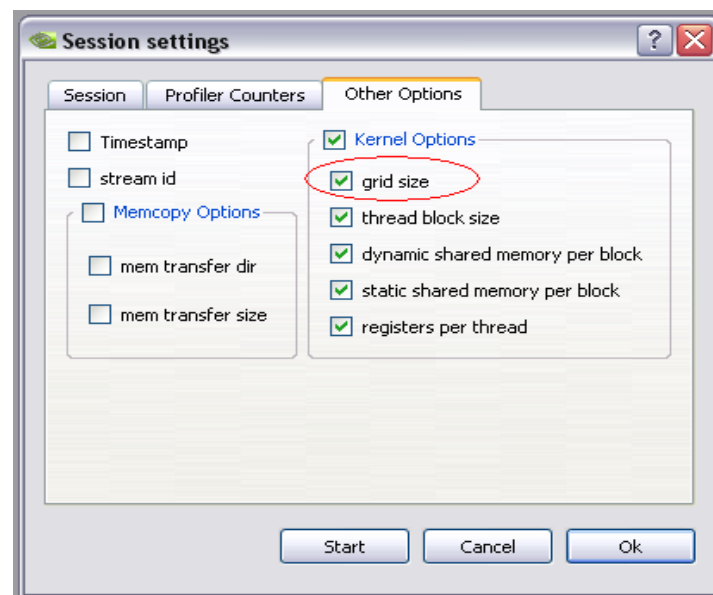 Session settings
Session Profiler Counters Other Options
Timestamp
stream id
Memcopy Options
mem transfer dir
mem transfer size
Kernel Options
grid size
thread block size
dynamic shared memory per block
static shared memory per block
registers per thread
Start Cancel Ok